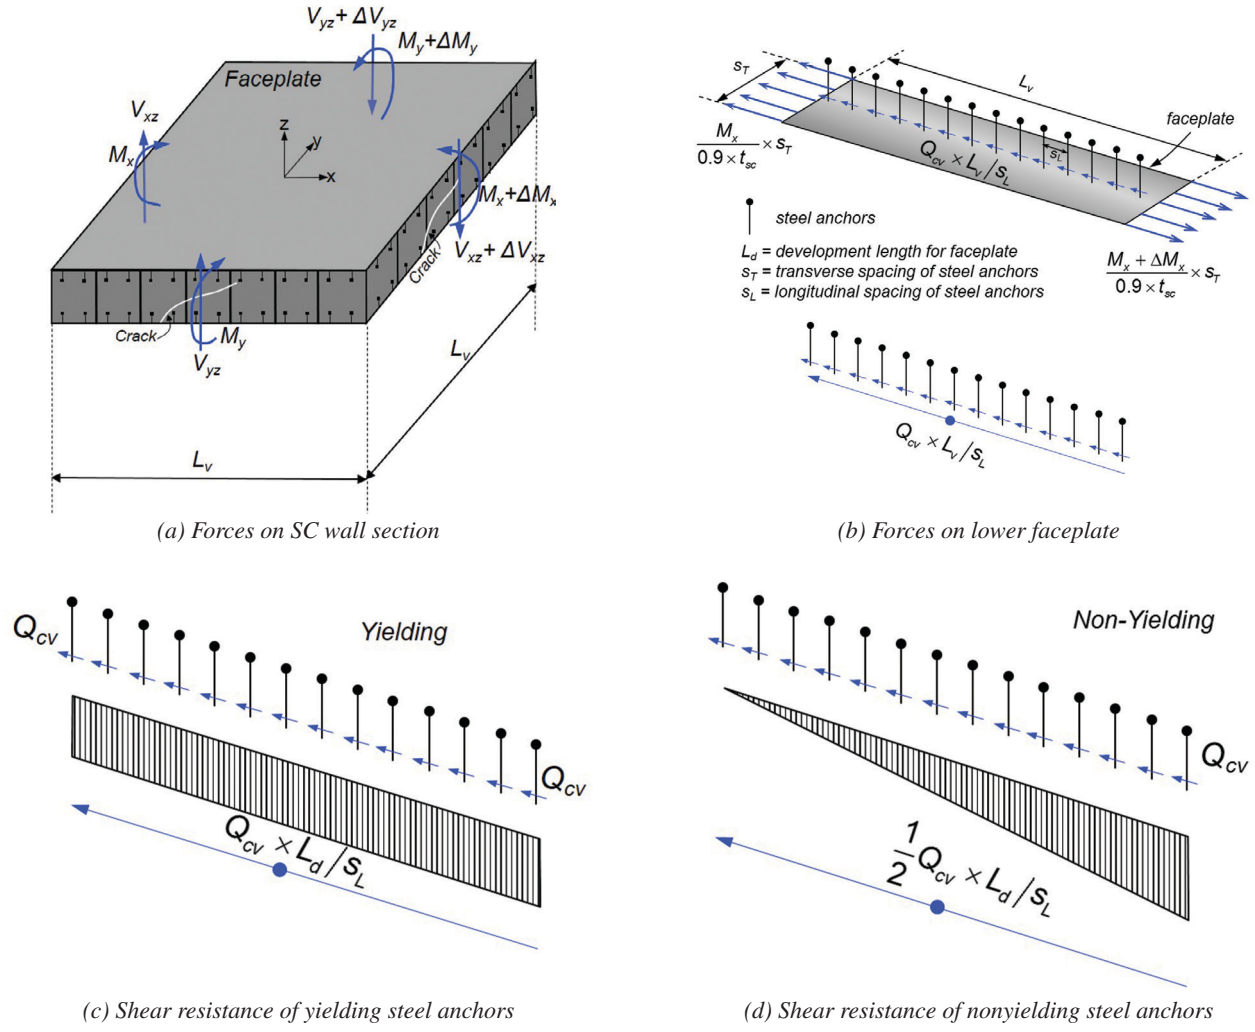 V_yz + ΔV_yz
M_y + ΔM_y
Faceplate
V_xz
M_x
z
y
x
M_x + ΔM_x
V_xz + ΔV_xz
Crack
Crack
M_y
V_yz
L_v
L_v
(a) Forces on SC wall section
s_T
L_v
faceplate
M_x / 0.9 × t_sc × s_T
s_L
Q_cv × L_v / s_L
steel anchors
L_d = development length for faceplate
s_T = transverse spacing of steel anchors
s_L = longitudinal spacing of steel anchors
M_x + ΔM_x / 0.9 × t_sc × s_T
Q_cv × L_v / s_L
(b) Forces on lower faceplate
Q_cv
Yielding
Q_cv
Q_cv × L_d / s_L
(c) Shear resistance of yielding steel anchors
Non-Yielding
Q_cv
1/2 Q_cv × L_d / s_L
(d) Shear resistance of nonyielding steel anchors